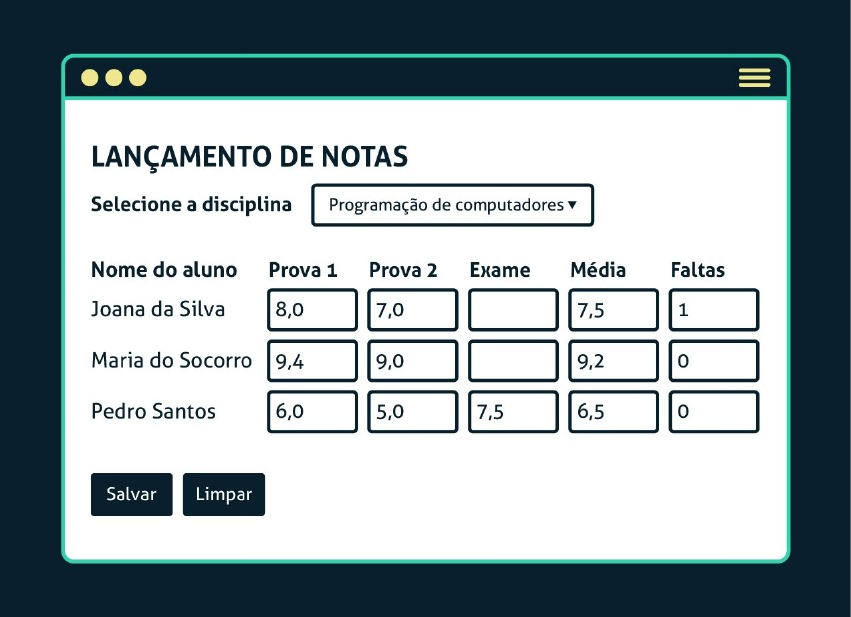 LANÇAMENTO DE NOTAS
Selecione a disciplina Programação de computadores ▾
Nome do aluno Prova 1 Prova 2 Exame Média Faltas
Joana da Silva 8,0 7,0 7,5 1
Maria do Socorro 9,4 9,0 9,2 0
Pedro Santos 6,0 5,0 7,5 6,5 0
Salvar Limpar